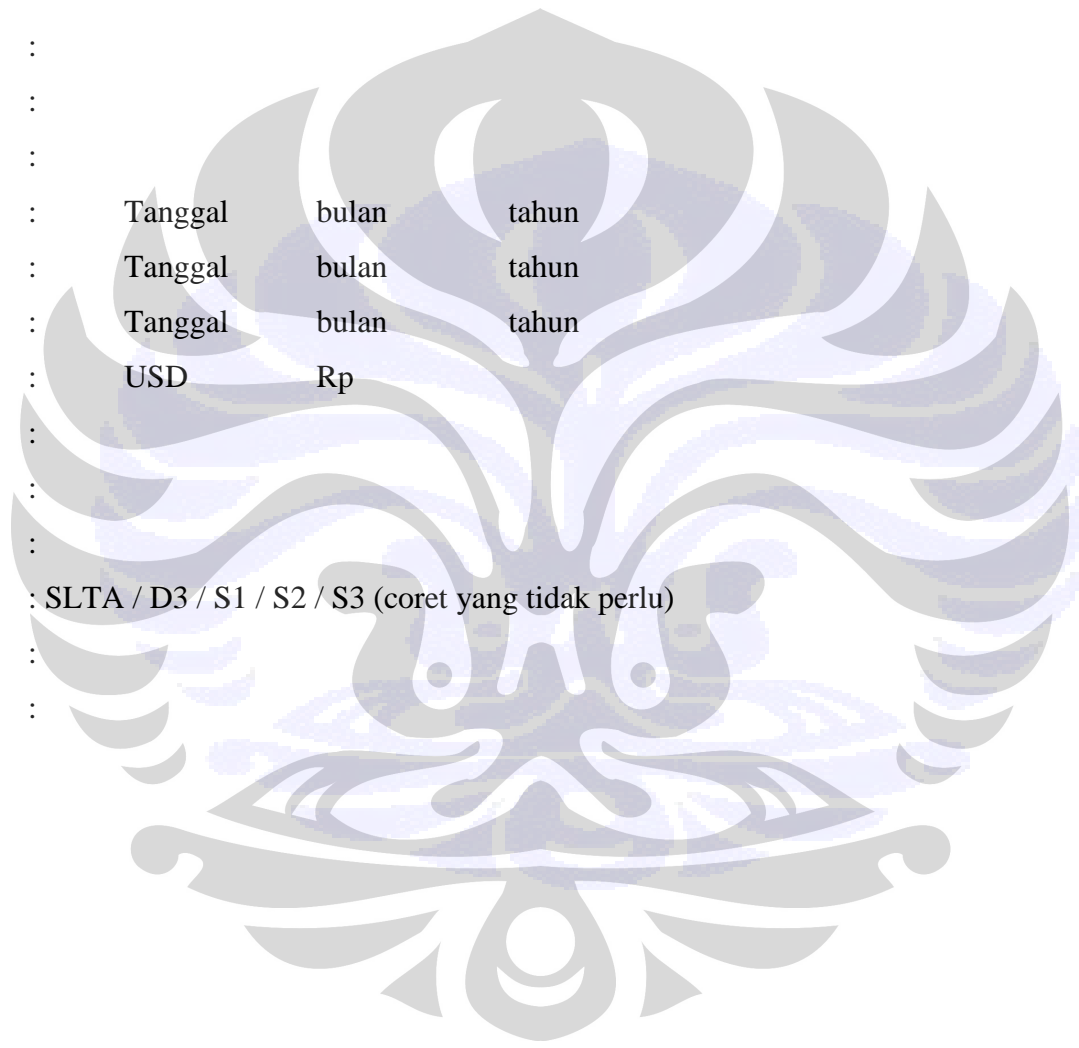 :
:
:
: Tanggal bulan tahun
: Tanggal bulan tahun
: Tanggal bulan tahun
: USD Rp
:
:
:
: SLTA / D3 / S1 / S2 / S3 (coret yang tidak perlu)
:
: